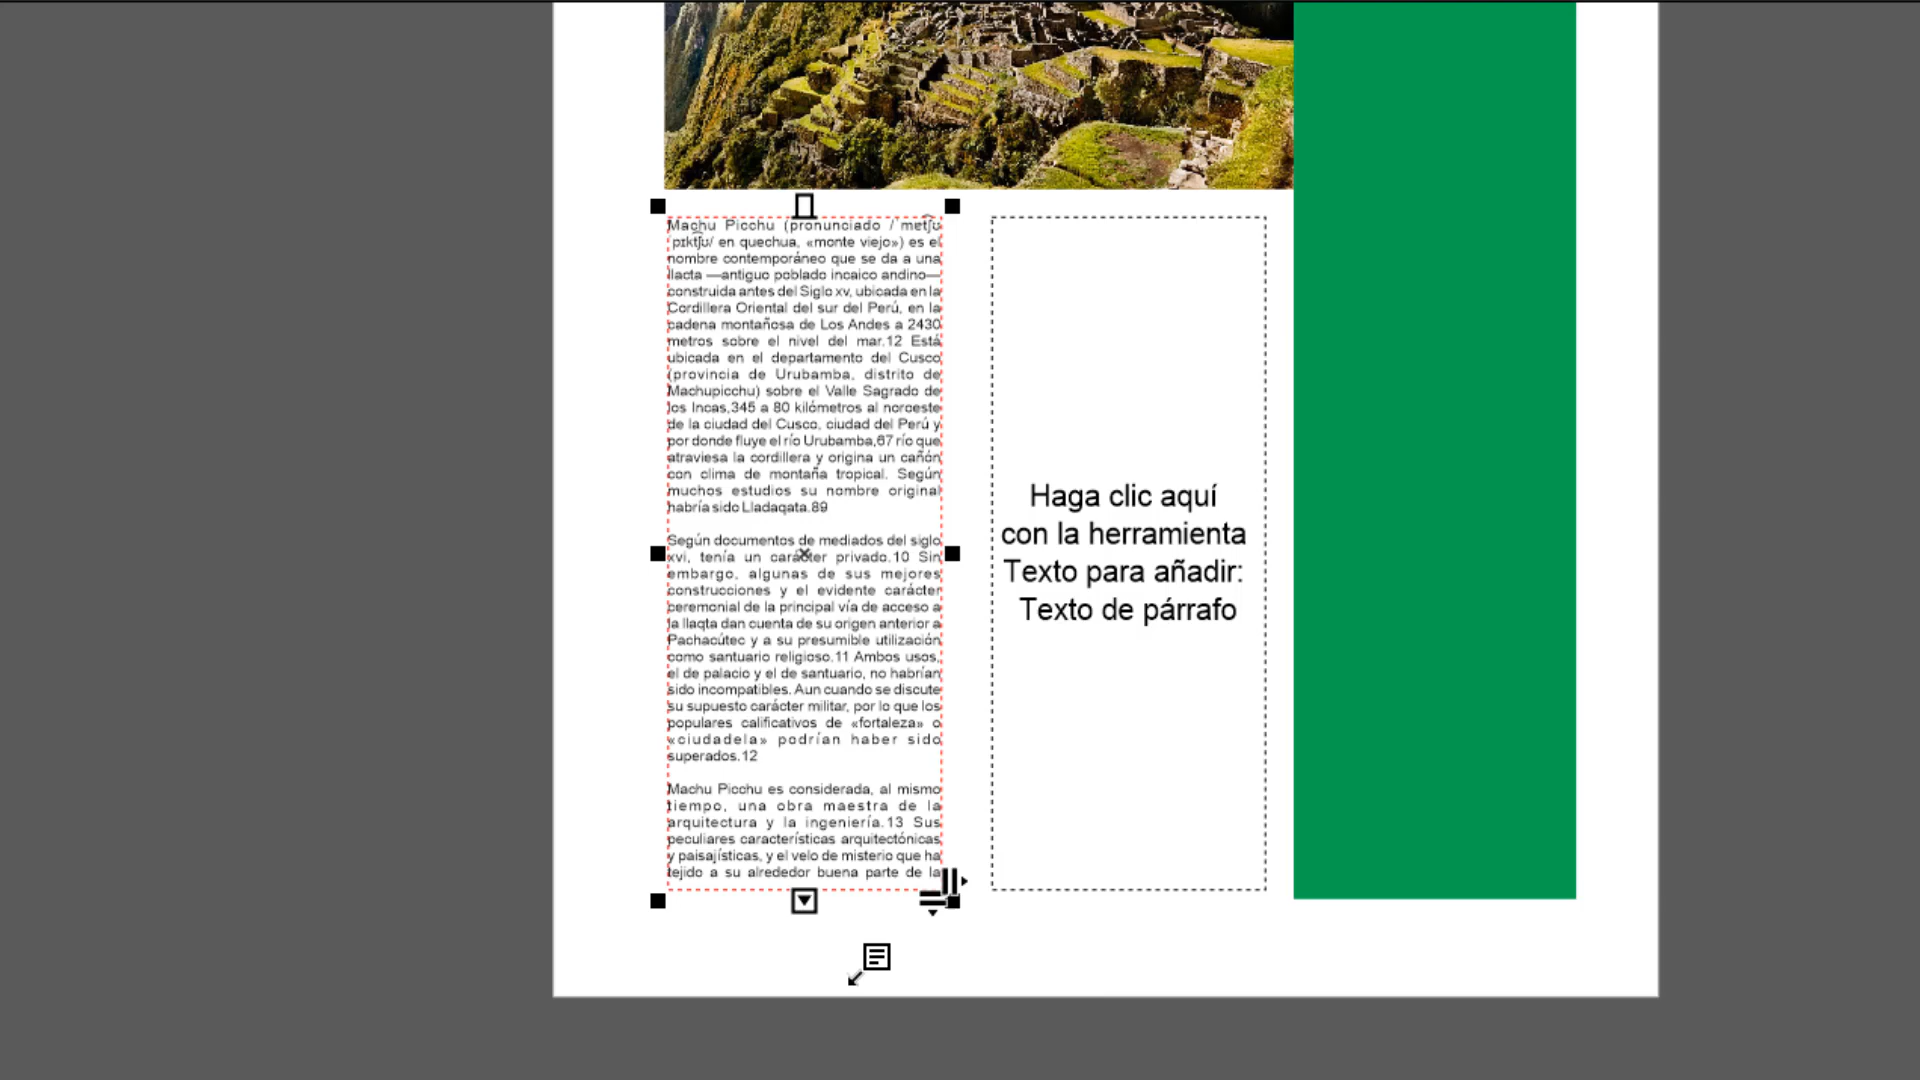 Machu Picchu (pronunciado /ˈmɑtʃu
ˈpɪktʃu/ en quechua, «monte viejo») es el
nombre contemporáneo que se da a una
llacta —antiguo poblado incaico andino—
construida antes del Siglo xv, ubicada en la
Cordillera Oriental del sur del Perú, en la
cadena montañosa de Los Andes a 2430
metros sobre el nivel del mar.12 Está
ubicada en el departamento del Cusco
(provincia de Urubamba, distrito de
Machupicchu) sobre el Valle Sagrado de
los Incas,345 a 80 kilómetros al noroeste
de la ciudad del Cusco, ciudad del Perú y
por donde fluye el río Urubamba,67 río que
atraviesa la cordillera y origina un cañón
con clima de montaña tropical. Según
muchos estudios su nombre original
habría sido Lladaqata.89
Según documentos de mediados del siglo
xvi, tenía un carácter privado.10 Sin
embargo, algunas de sus mejores
construcciones y el evidente carácter
ceremonial de la principal vía de acceso a
la llaqta dan cuenta de su origen anterior a
Pachacútec y a su presumible utilización
como santuario religioso.11 Ambos usos,
el de palacio y el de santuario, no habrían
sido incompatibles. Aun cuando se discute
su supuesto carácter militar, por lo que los
populares calificativos de «fortaleza» o
«ciudadela» podrían haber sido
superados.12
Machu Picchu es considerada, al mismo
tiempo, una obra maestra de la
arquitectura y la ingeniería.13 Sus
peculiares características arquitectónicas
y paisajísticas, y el velo de misterio que ha
tejido a su alrededor buena parte de la
Haga clic aquí
con la herramienta
Texto para añadir:
Texto de párrafo